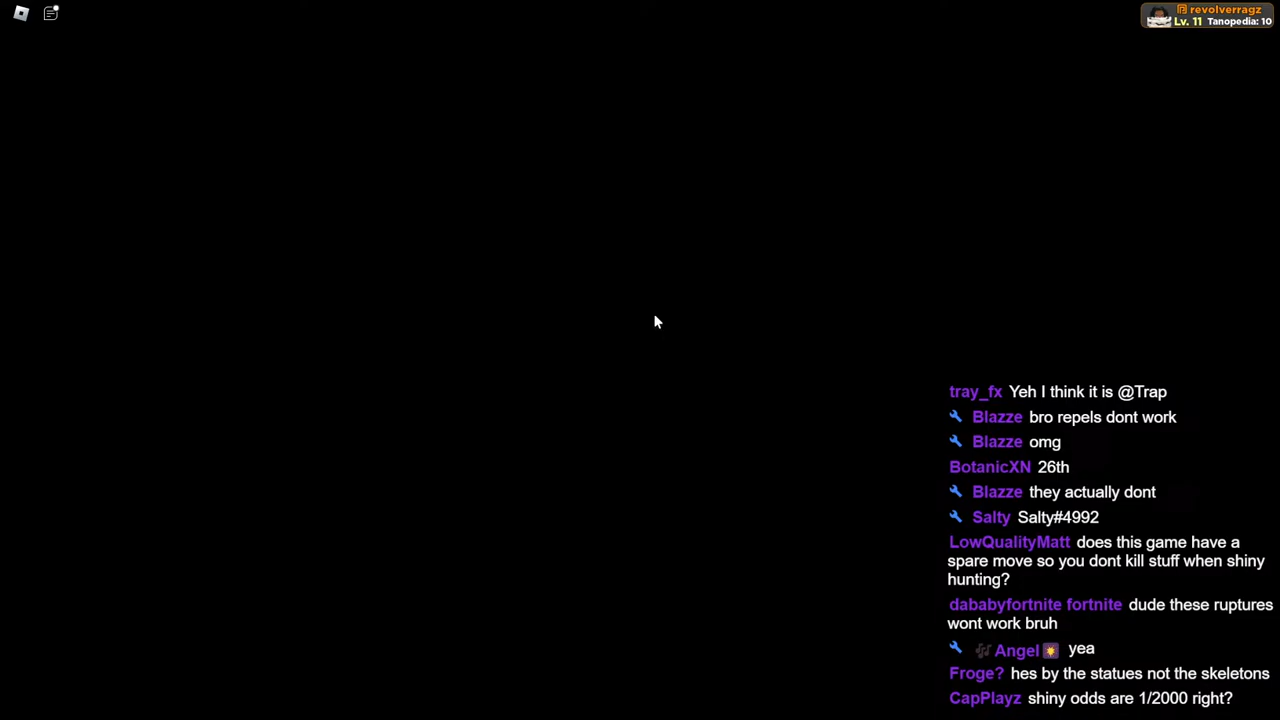 revolverragz
Lv. 11 Tanopedia: 10
tray_fx Yeh I think it is @Trap
Blazze bro repels dont work
Blazze omg
BotanicXN 26th
Blazze they actually dont
Salty Salty#4992
LowQualityMatt does this game have a
spare move so you dont kill stuff when shiny
hunting?
dababyfortnite fortnite dude these ruptures
wont work bruh
Angel yea
Froge? hes by the statues not the skeletons
CapPlayz shiny odds are 1/2000 right?